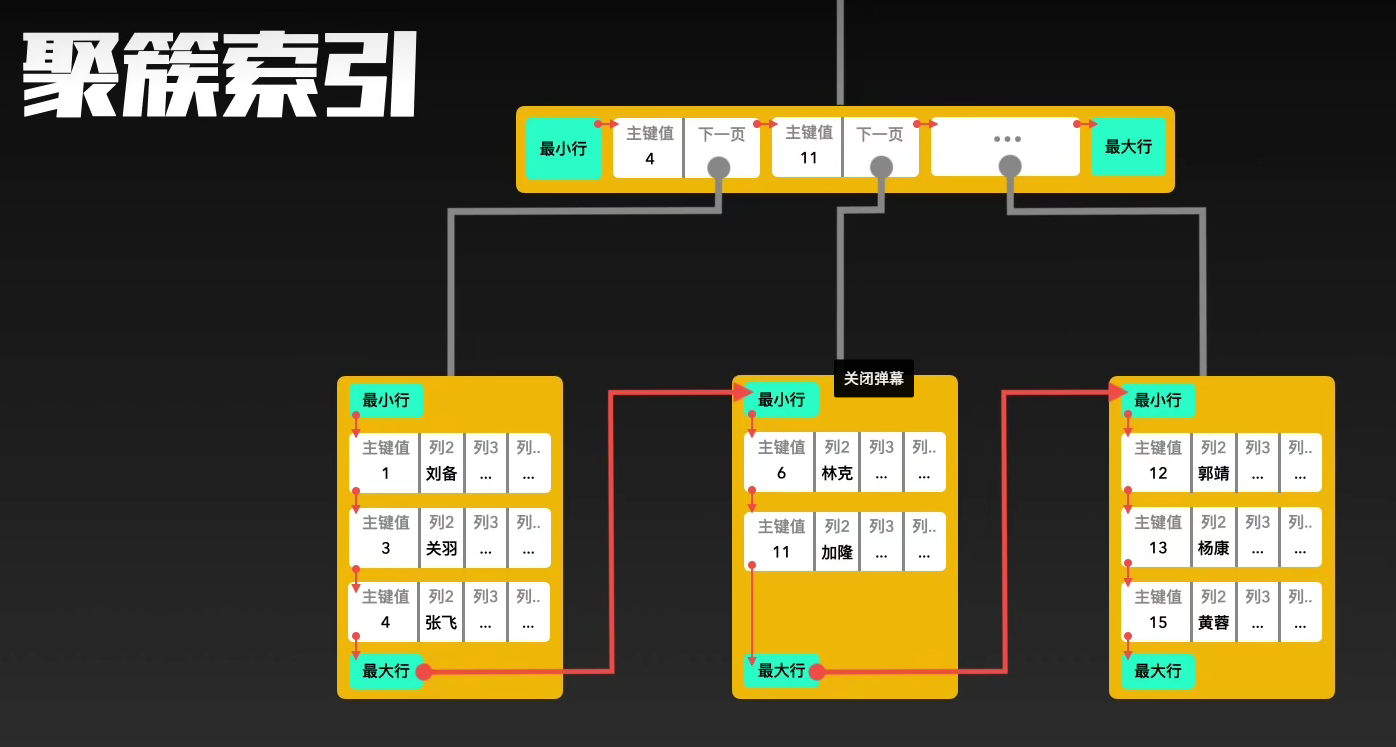 聚簇索引
最小行 主键值 下一页 主键值 下一页 ... 最大行
4 11
最小行
主键值 列2 列3 列..
1 刘备 ... ...
主键值 列2 列3 列..
3 关羽 ... ...
主键值 列2 列3 列..
4 张飞 ... ...
最大行
关闭弹幕
最小行
主键值 列2 列3 列..
6 林克 ... ...
主键值 列2 列3 列..
11 加隆 ... ...
最大行
最小行
主键值 列2 列3 列..
12 郭靖 ... ...
主键值 列2 列3 列..
13 杨康 ... ...
主键值 列2 列3 列..
15 黄蓉 ... ...
最大行